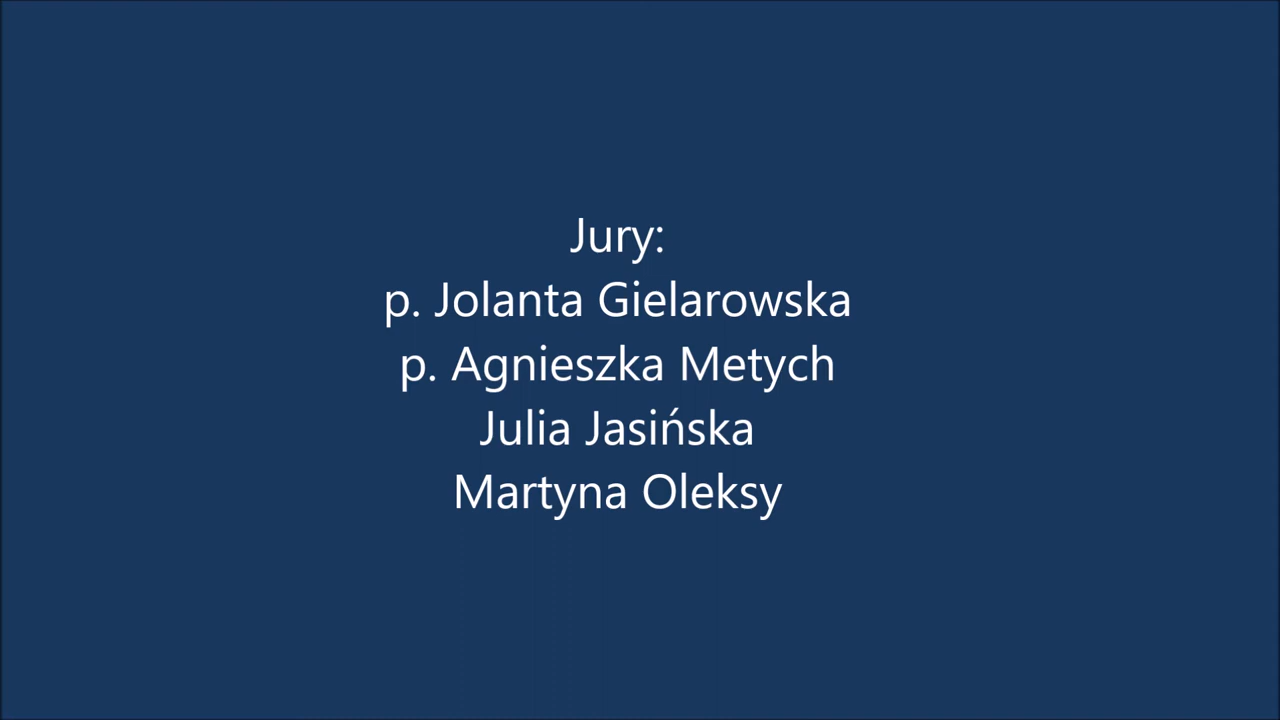 Jury:
p. Jolanta Gielarowska
p. Agnieszka Metych
Julia Jasińska
Martyna Oleksy